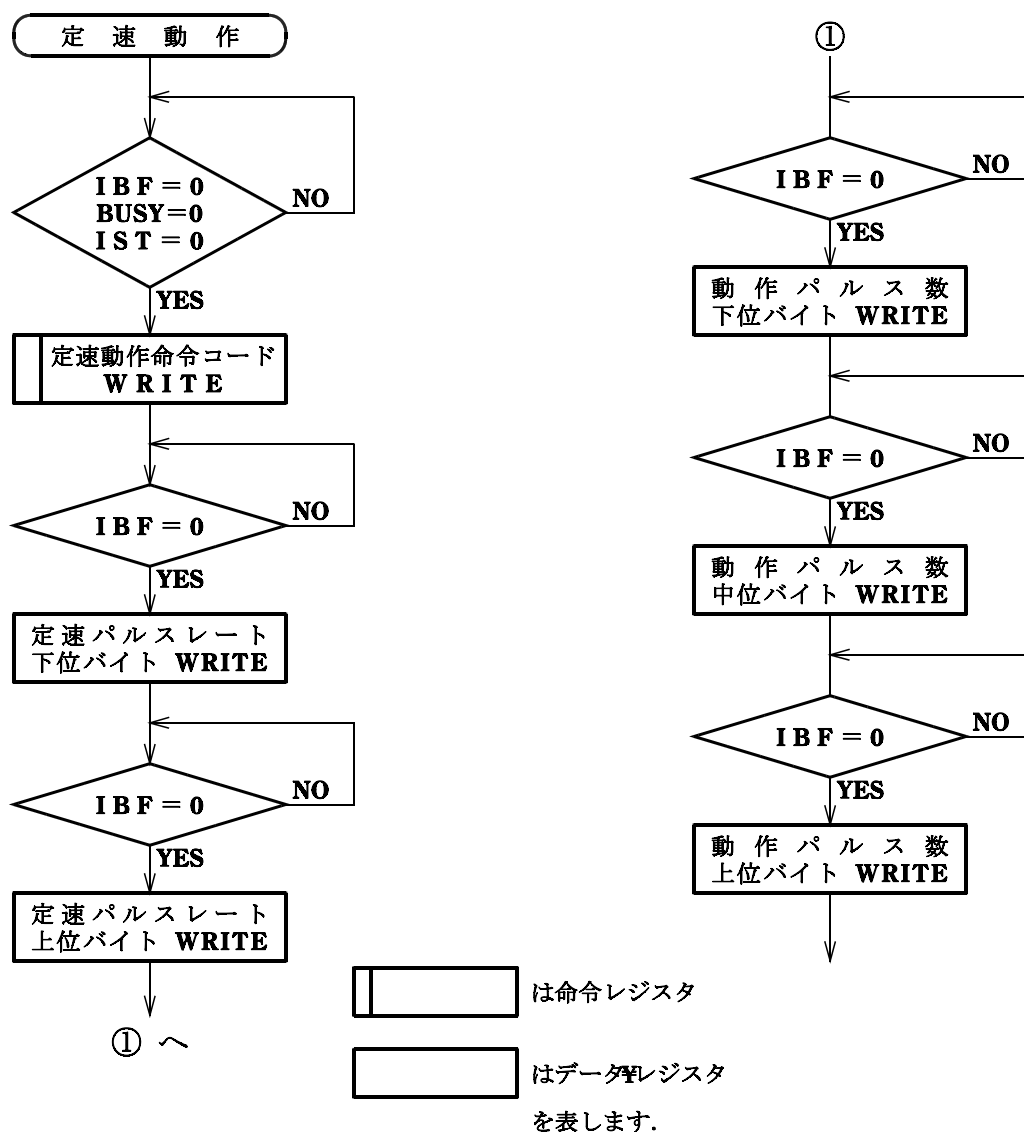 定速動作
IBF=0
BUSY=0
IST=0
NO
YES
定速動作命令コード
WRITE
IBF=0
NO
YES
定速パルスレート
下位バイト WRITE
IBF=0
NO
YES
定速パルスレート
上位バイト WRITE
① へ
①
IBF=0
NO
YES
動作パルス数
下位バイト WRITE
IBF=0
NO
YES
動作パルス数
中位バイト WRITE
IBF=0
NO
YES
動作パルス数
上位バイト WRITE
は命令レジスタ
はデータ¥レジスタ
を表します.